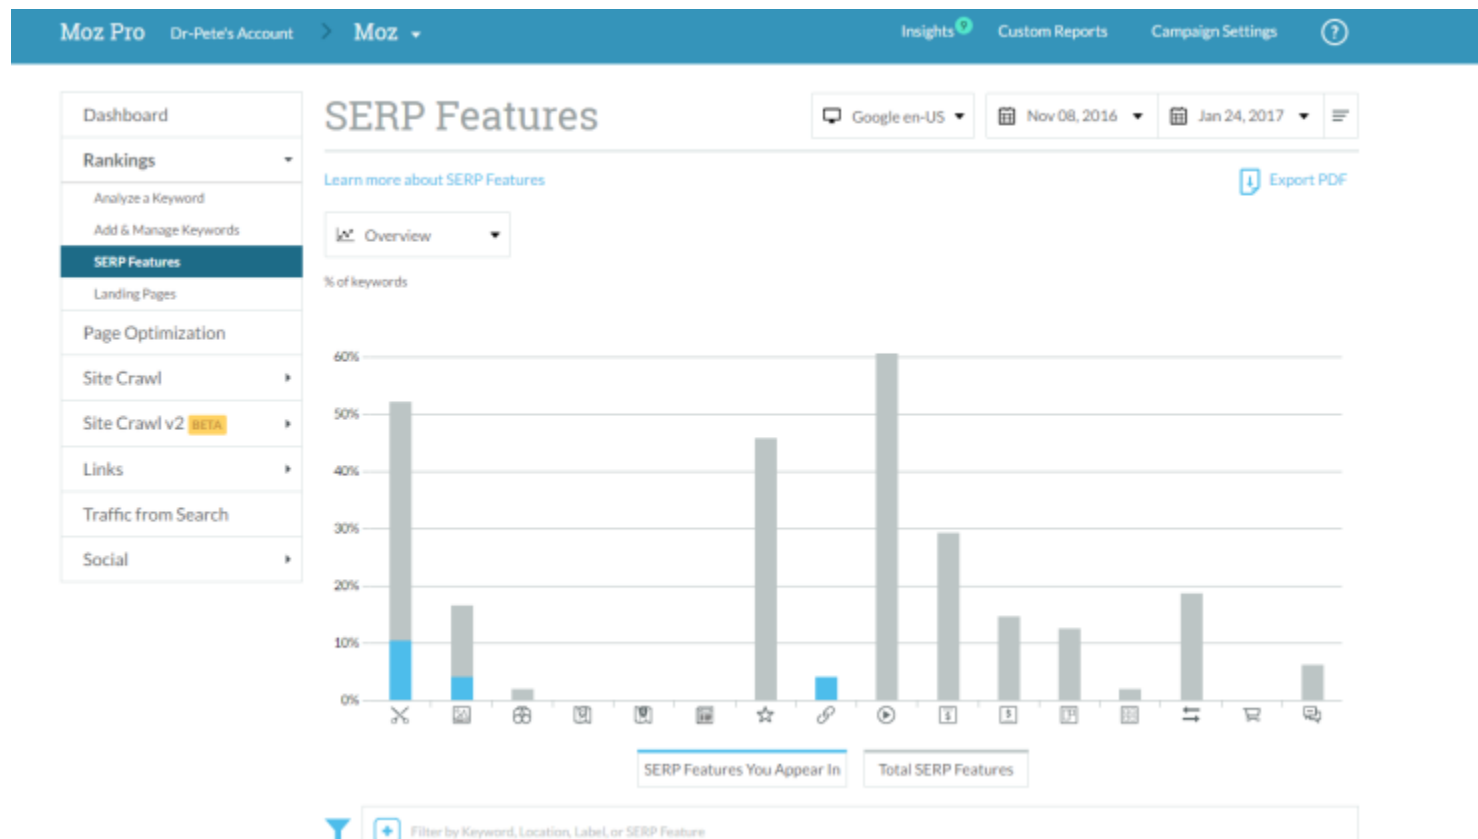 Moz Pro Dr-Pete's Account Moz Insights 9 Custom Reports Campaign Settings ?
Dashboard
Rankings
Analyze a Keyword
Add & Manage Keywords
SERP Features
Landing Pages
Page Optimization
Site Crawl
Site Crawl v2 BETA
Links
Traffic from Search
Social
SERP Features
Google en-US
Nov 08, 2016
Jan 24, 2017
Learn more about SERP Features
Export PDF
Overview
% of keywords
60%
50%
40%
30%
20%
10%
0%
SERP Features You Appear In
Total SERP Features
Filter by Keyword, Location, Label, or SERP Feature